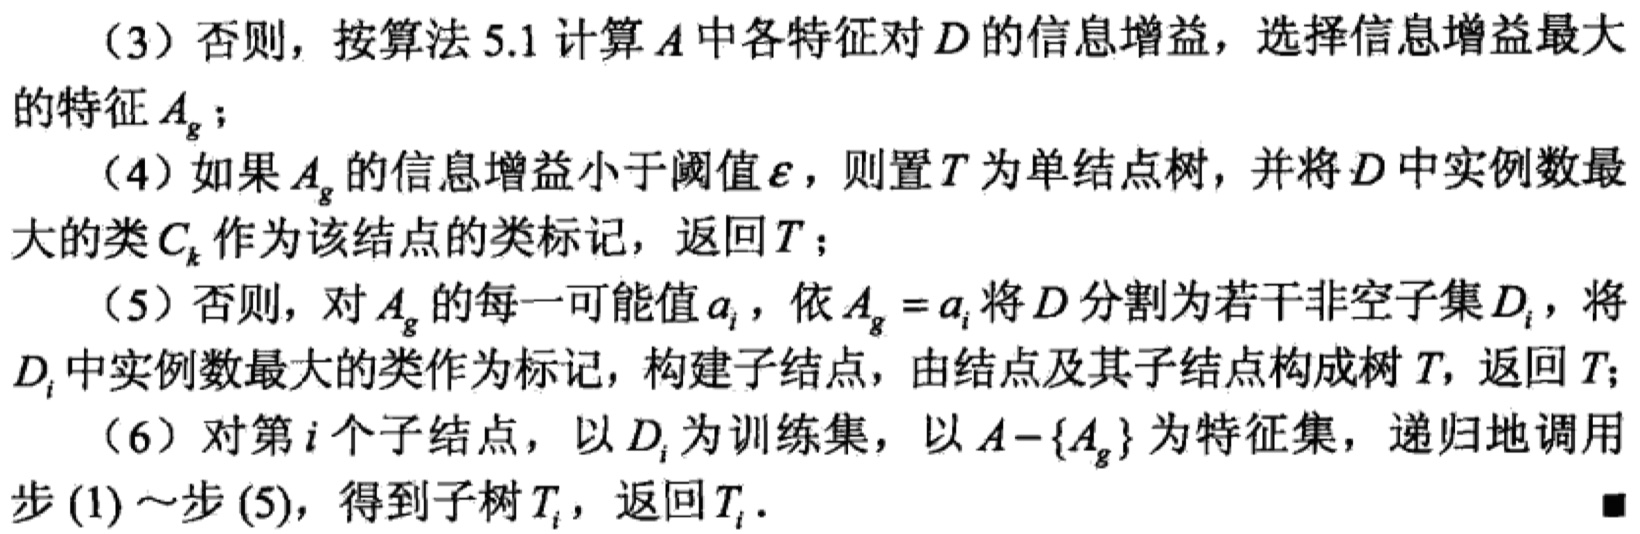 （3）否则，按算法 5.1 计算 A 中各特征对 D 的信息增益，选择信息增益最大
的特征 A_g；
（4）如果 A_g 的信息增益小于阈值 ε，则置 T 为单结点树，并将 D 中实例数最
大的类 C_k 作为该结点的类标记，返回 T；
（5）否则，对 A_g 的每一可能值 a_i，依 A_g = a_i 将 D 分割为若干非空子集 D_i，将
D_i 中实例数最大的类作为标记，构建子结点，由结点及其子结点构成树 T，返回 T；
（6）对第 i 个子结点，以 D_i 为训练集，以 A−{A_g} 为特征集，递归地调用
步 (1)～步 (5)，得到子树 T_i，返回 T_i．